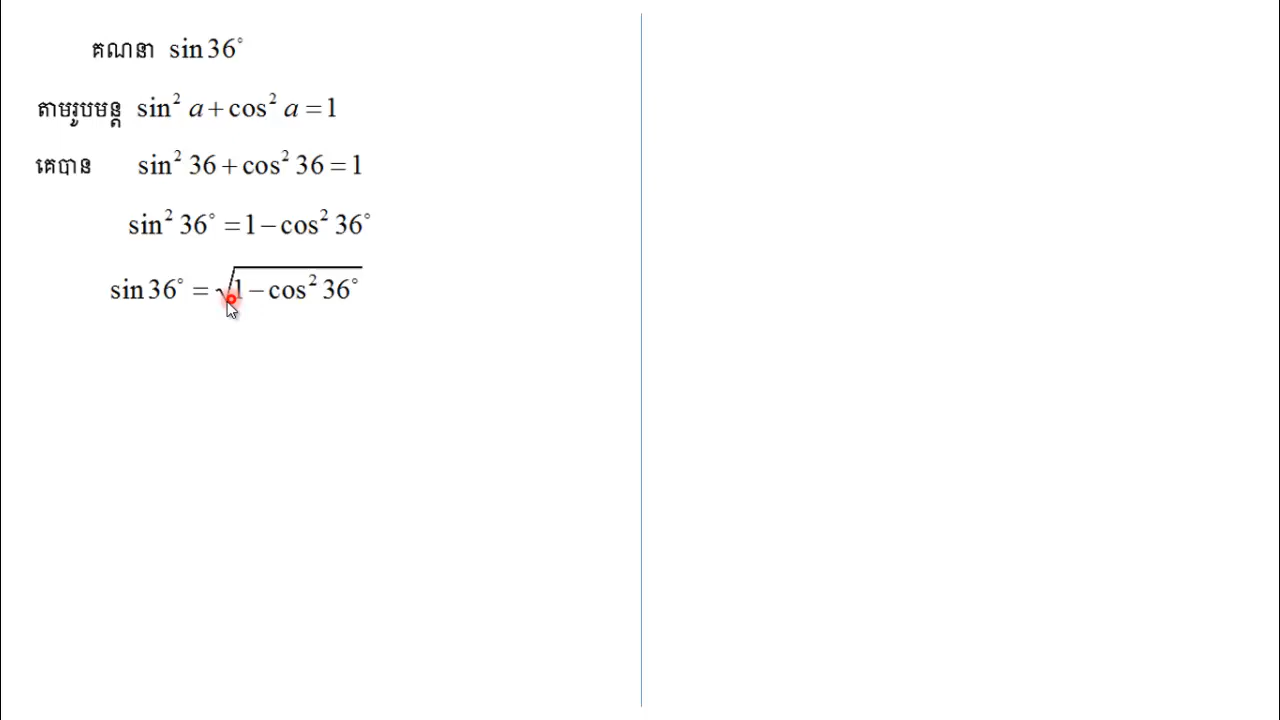 គណនា sin 36°
តាមរូបមន្ត sin² a + cos² a = 1
គេបាន sin² 36 + cos² 36 = 1
sin² 36° = 1 − cos² 36°
sin 36° = √(1 − cos² 36°)